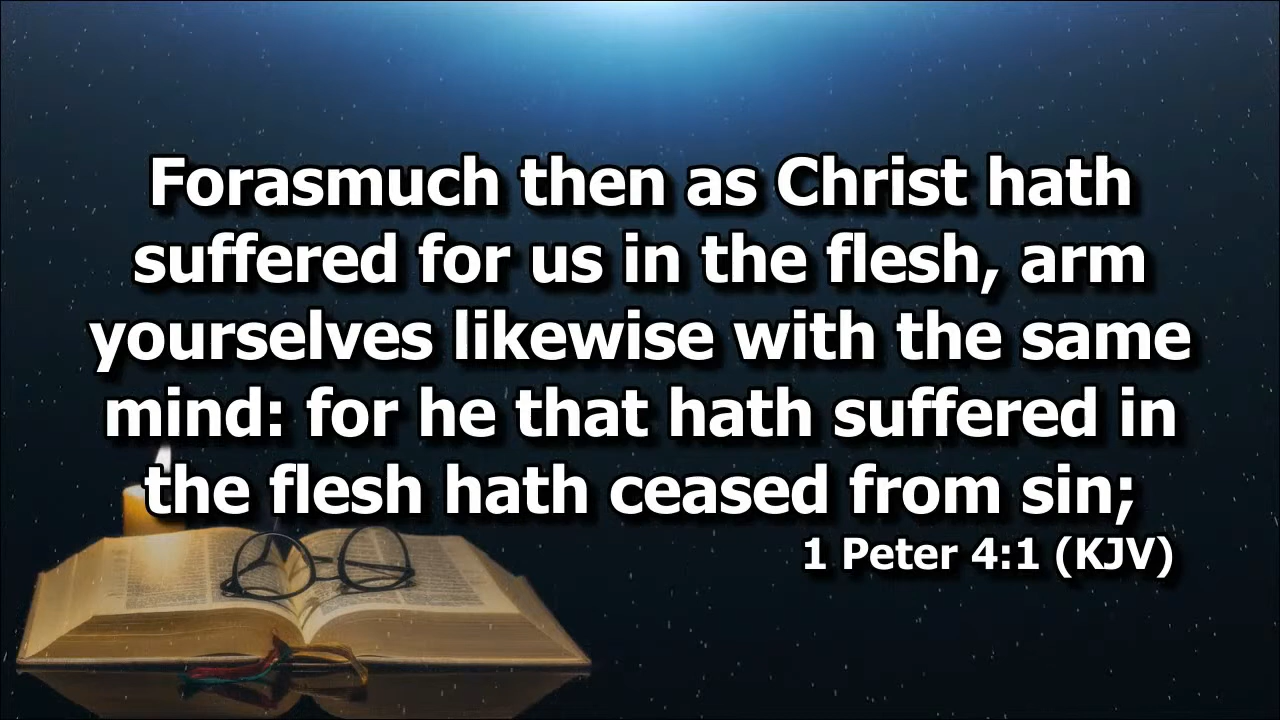 Forasmuch then as Christ hath
suffered for us in the flesh, arm
yourselves likewise with the same
mind: for he that hath suffered in
the flesh hath ceased from sin;
1 Peter 4:1 (KJV)